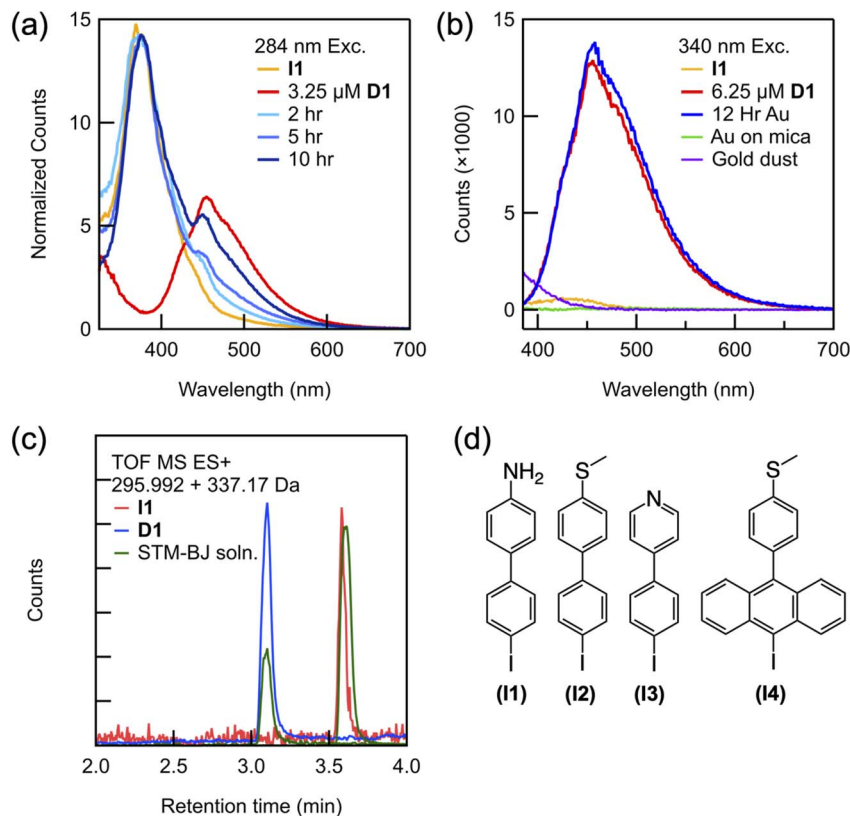 (a)
15
10
5
0
Normalized Counts
400
500
600
700
Wavelength (nm)
284 nm Exc.
I1
3.25 µM D1
2 hr
5 hr
10 hr
(b)
15
10
5
0
Counts (×1000)
400
500
600
700
Wavelength (nm)
340 nm Exc.
I1
6.25 µM D1
12 Hr Au
Au on mica
Gold dust
(c)
Counts
TOF MS ES+
295.992 + 337.17 Da
I1
D1
STM-BJ soln.
2.0
2.5
3.0
3.5
4.0
Retention time (min)
(d)
NH2
I
(I1)
S
I
(I2)
N
I
(I3)
S
I
(I4)